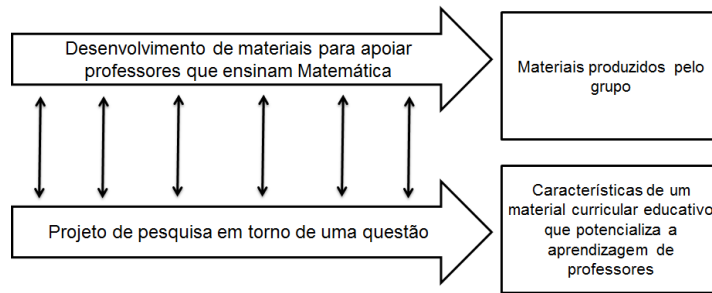 Desenvolvimento de materiais para apoiar
professores que ensinam Matemática
Materiais produzidos pelo
grupo
Projeto de pesquisa em torno de uma questão
Características de um
material curricular educativo
que potencializa a
aprendizagem de
professores